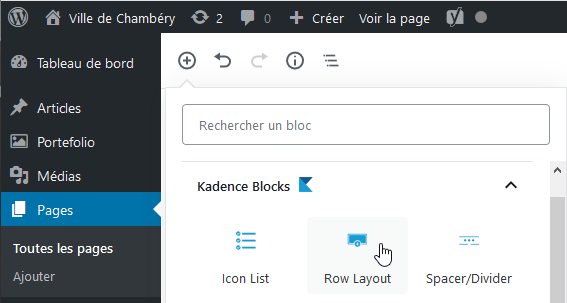 Ville de Chambéry 2 0 + Créer Voir la page
Tableau de bord
Articles
Portefolio
Médias
Pages
Toutes les pages
Ajouter
Rechercher un bloc
Kadence Blocks
Icon List Row Layout Spacer/Divider